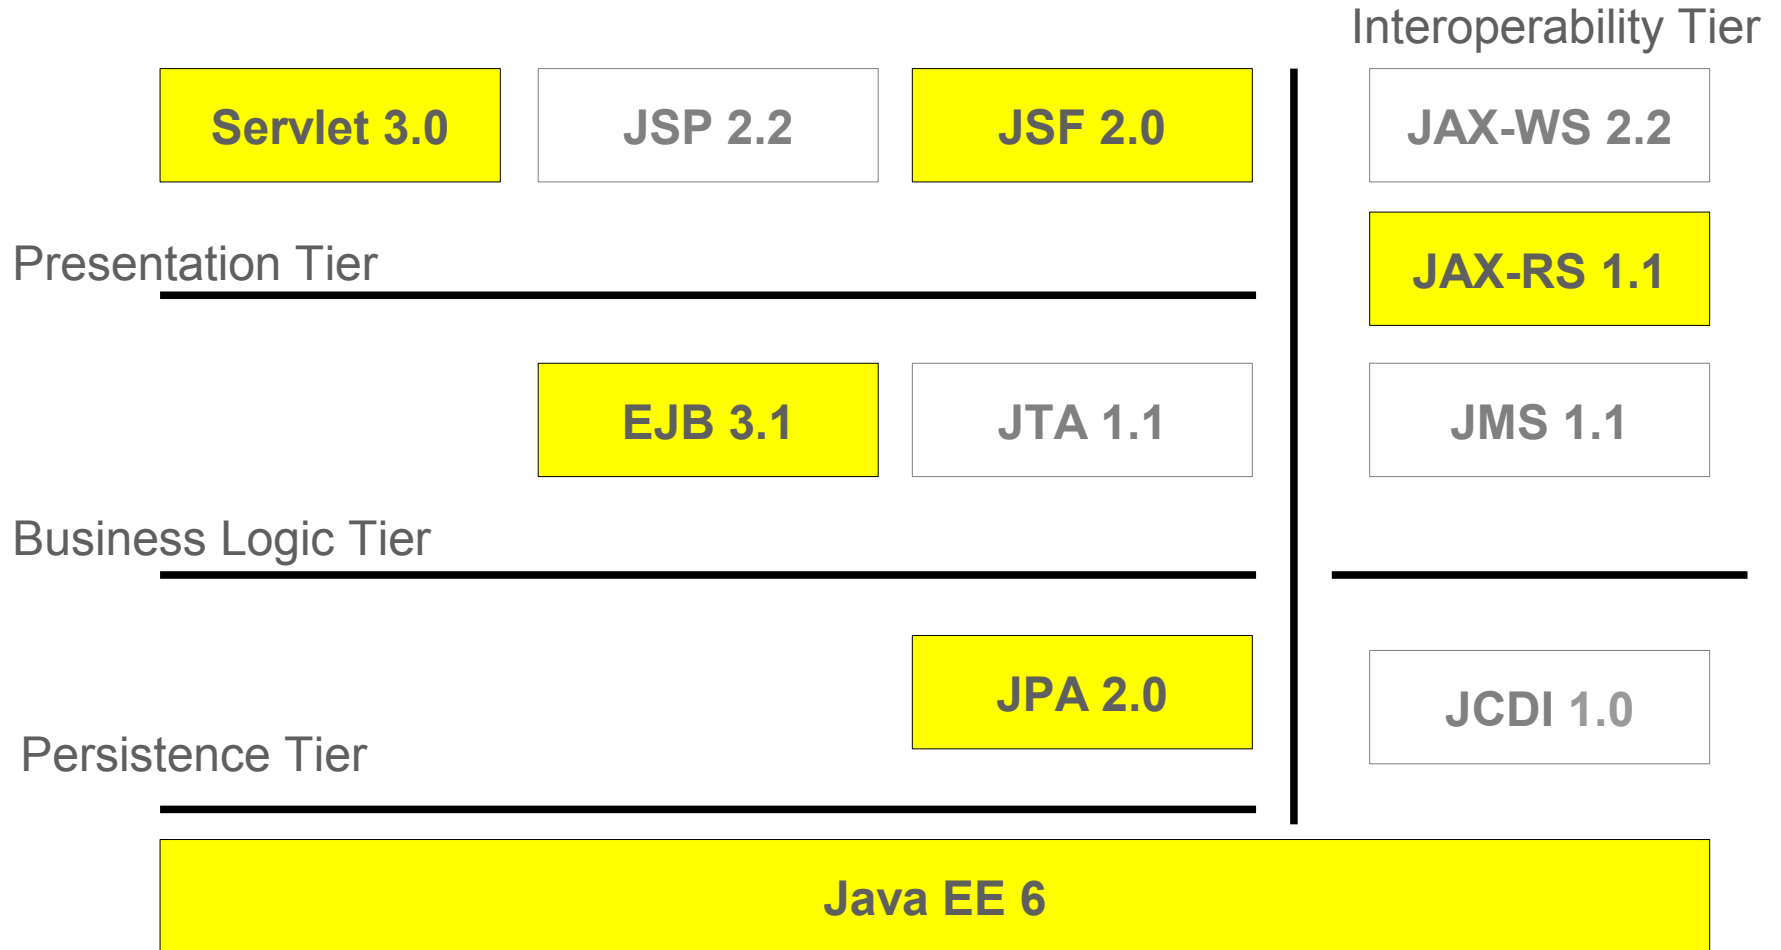 Interoperability Tier
Servlet 3.0
JSP 2.2
JSF 2.0
JAX-WS 2.2
Presentation Tier
JAX-RS 1.1
EJB 3.1
JTA 1.1
JMS 1.1
Business Logic Tier
JPA 2.0
JCDI 1.0
Persistence Tier
Java EE 6